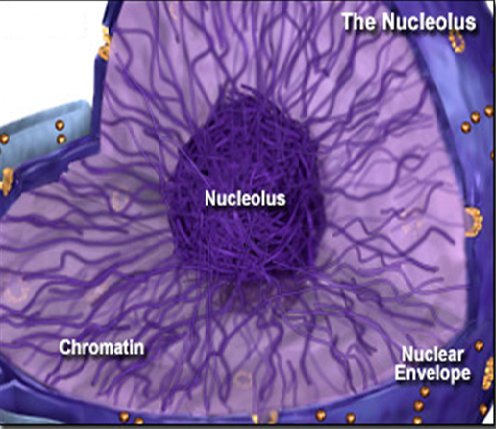 The Nucleolus
Nucleolus
Chromatin
Nuclear
Envelope